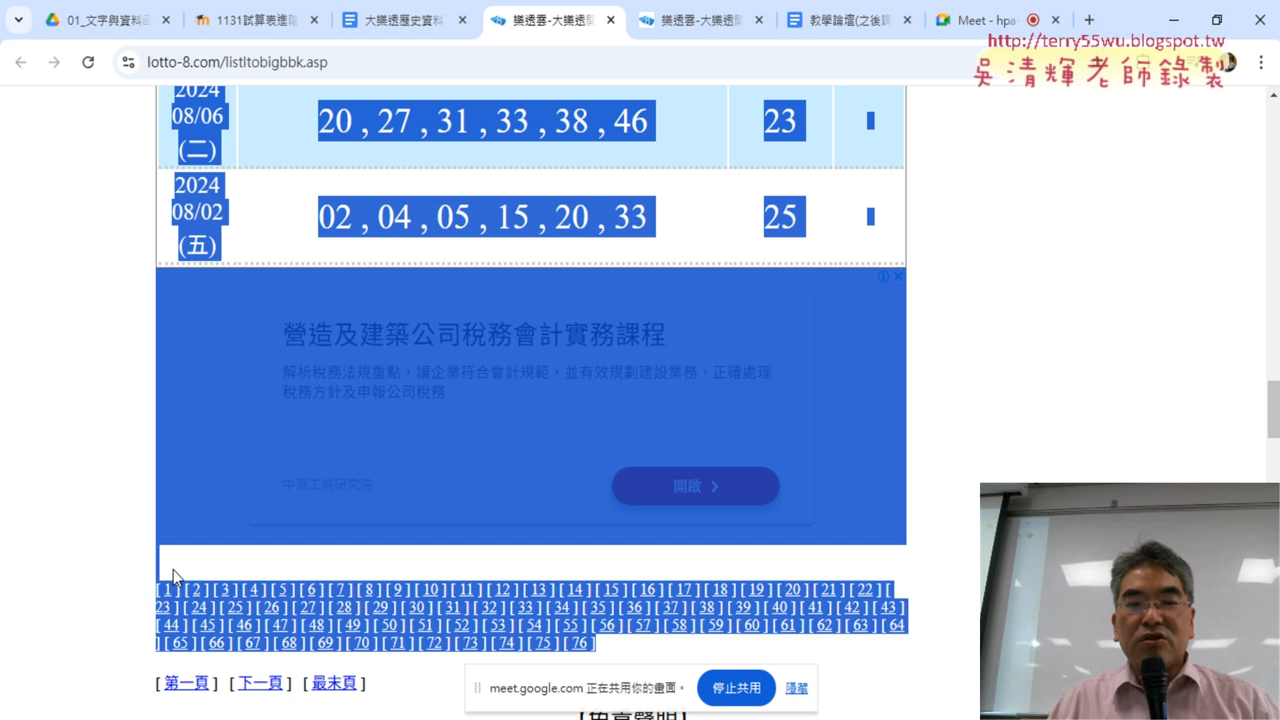 01_文字與資料
1131試算表進階
大樂透歷史資料
樂透雲-大樂透
樂透雲-大樂透
教學論壇(之後課
Meet - hpa
http://terry55wu.blogspot.tw
吳清輝老師錄製
lotto-8.com/listltobigbbk.asp
2024
08/06
(二)
20 , 27 , 31 , 33 , 38 , 46
23
2024
08/02
(五)
02 , 04 , 05 , 15 , 20 , 33
25
營造及建築公司稅務會計實務課程
解析稅務法規重點，讓企業符合會計規範，並有效規劃建設業務，正確處理
稅務方針及申報公司稅務
中華工商研究院
開啟
[ 1 ] [ 2 ] [ 3 ] [ 4 ] [ 5 ] [ 6 ] [ 7 ] [ 8 ] [ 9 ] [ 10 ] [ 11 ] [ 12 ] [ 13 ] [ 14 ] [ 15 ] [ 16 ] [ 17 ] [ 18 ] [ 19 ] [ 20 ] [ 21 ] [ 22 ] [
23 ] [ 24 ] [ 25 ] [ 26 ] [ 27 ] [ 28 ] [ 29 ] [ 30 ] [ 31 ] [ 32 ] [ 33 ] [ 34 ] [ 35 ] [ 36 ] [ 37 ] [ 38 ] [ 39 ] [ 40 ] [ 41 ] [ 42 ] [ 43 ]
[ 44 ] [ 45 ] [ 46 ] [ 47 ] [ 48 ] [ 49 ] [ 50 ] [ 51 ] [ 52 ] [ 53 ] [ 54 ] [ 55 ] [ 56 ] [ 57 ] [ 58 ] [ 59 ] [ 60 ] [ 61 ] [ 62 ] [ 63 ] [ 64
] [ 65 ] [ 66 ] [ 67 ] [ 68 ] [ 69 ] [ 70 ] [ 71 ] [ 72 ] [ 73 ] [ 74 ] [ 75 ] [ 76 ]
[ 第一頁 ] [ 下一頁 ] [ 最末頁 ]
meet.google.com 正在共用你的畫面。
停止共用
隱藏
[免責聲明]